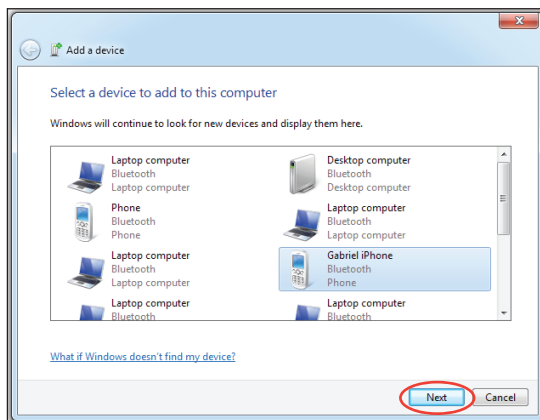 Add a device
Select a device to add to this computer
Windows will continue to look for new devices and display them here.
Laptop computer
Bluetooth
Laptop computer
Desktop computer
Bluetooth
Desktop computer
Phone
Bluetooth
Phone
Laptop computer
Bluetooth
Laptop computer
Laptop computer
Bluetooth
Laptop computer
Gabriel iPhone
Bluetooth
Phone
Laptop computer
Bluetooth
Laptop computer
Bluetooth
What if Windows doesn't find my device?
Next
Cancel